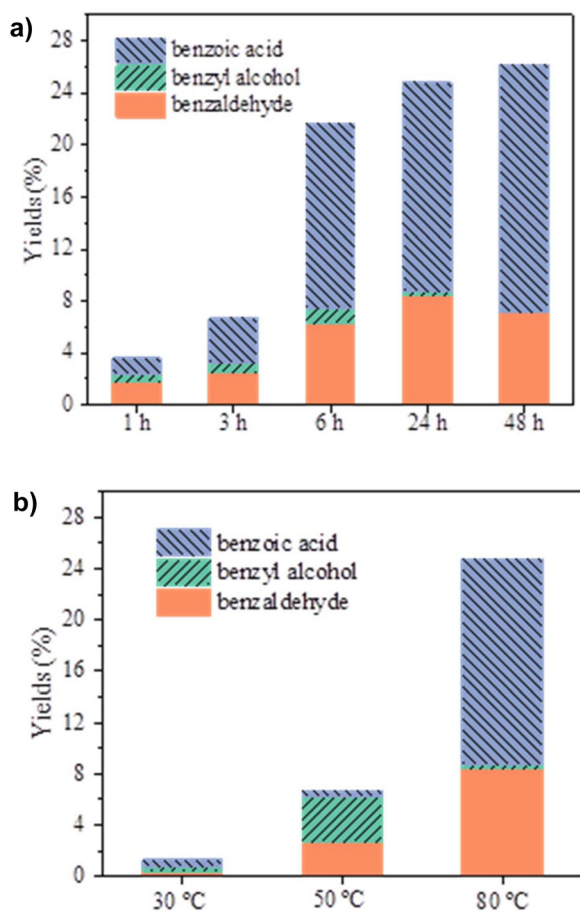 a)
28
24
20
16
12
8
4
0
Yields (%)
benzoic acid
benzyl alcohol
benzaldehyde
1 h 3 h 6 h 24 h 48 h
b)
28
24
20
16
12
8
4
0
Yields (%)
benzoic acid
benzyl alcohol
benzaldehyde
30 °C 50 °C 80 °C